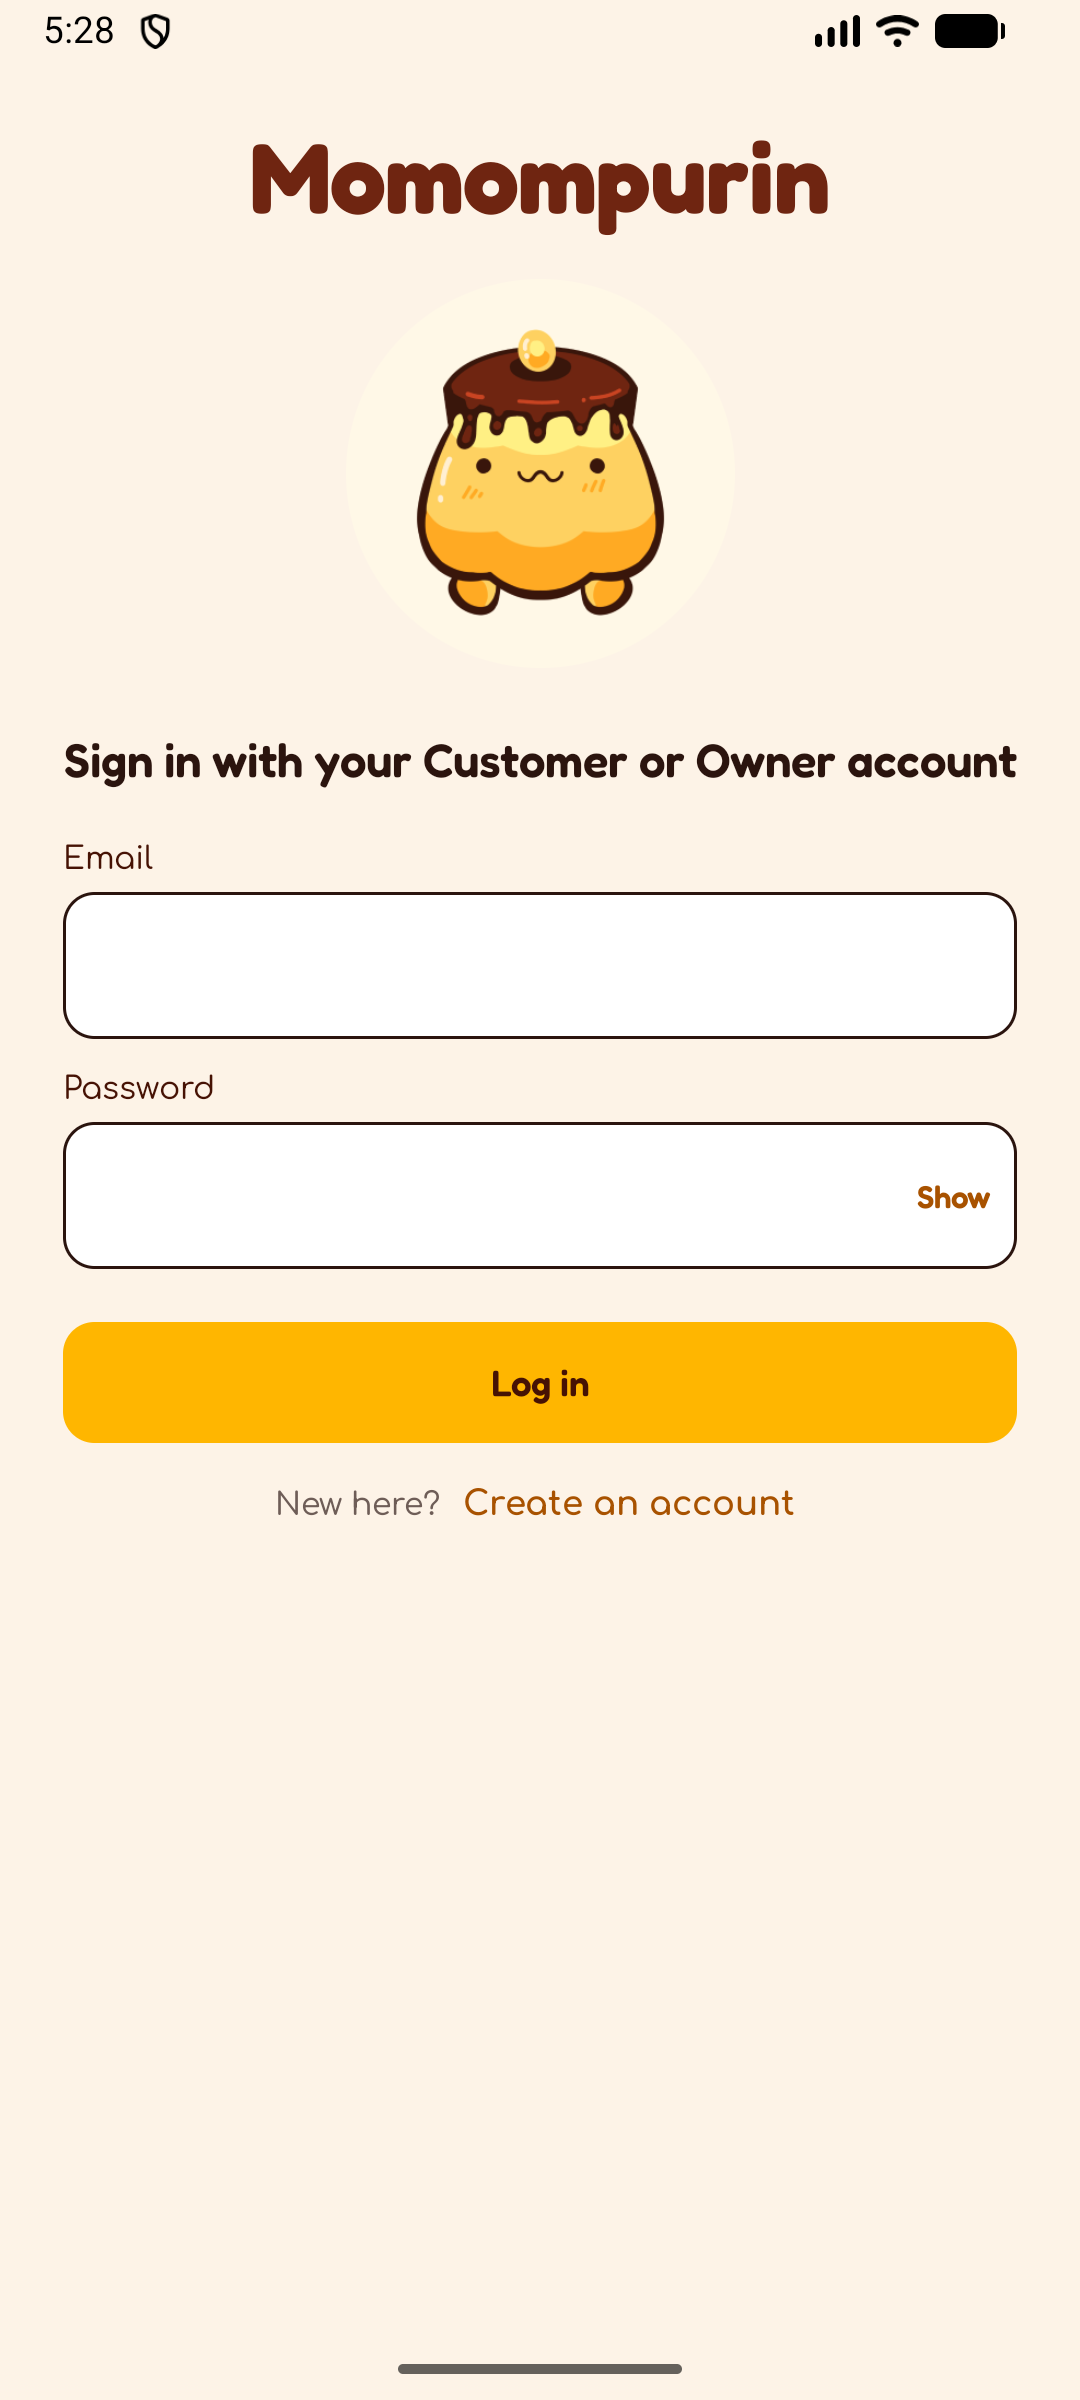 5:28
Momompurin
Sign in with your Customer or Owner account
Email
Password
Show
Log in
New here? Create an account